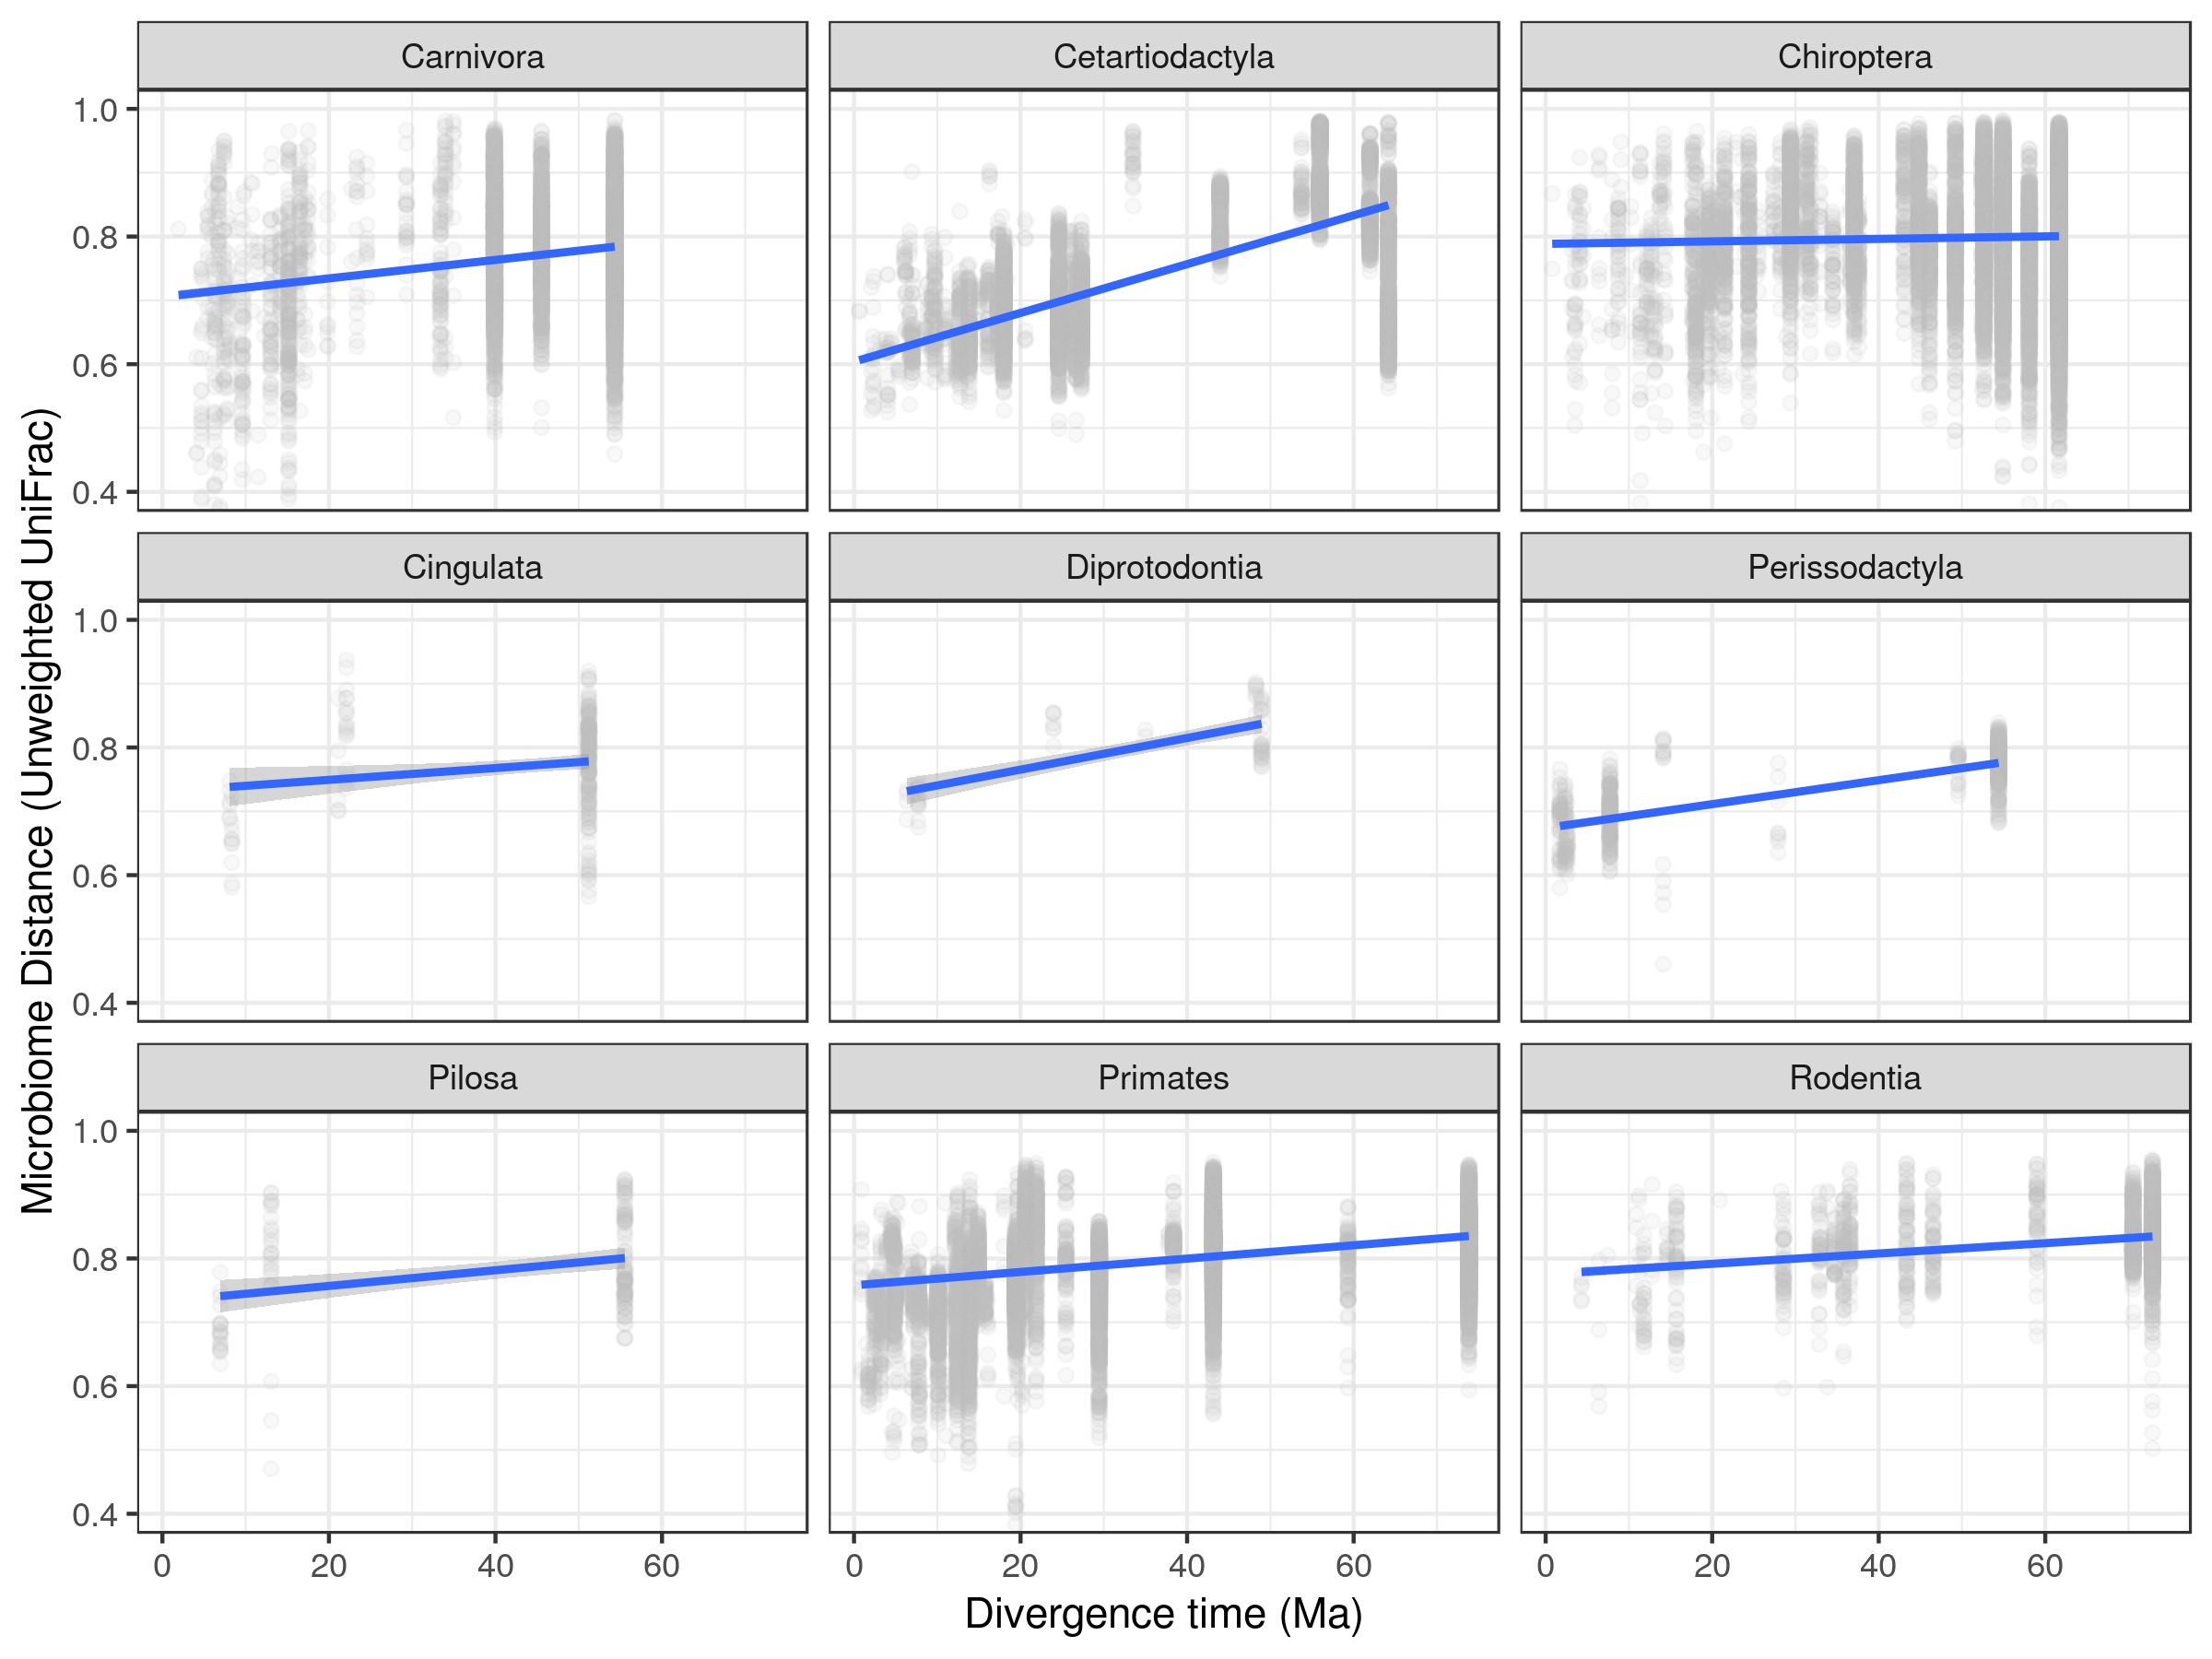 Carnivora Cetartiodactyla Chiroptera
1.0
0.8
0.6
0.4
Cingulata Diprotodontia Perissodactyla
1.0
0.8
0.6
0.4
Pilosa Primates Rodentia
1.0
0.8
0.6
0.4
0 20 40 60 0 20 40 60 0 20 40 60
Divergence time (Ma)
Microbiome Distance (Unweighted UniFrac)